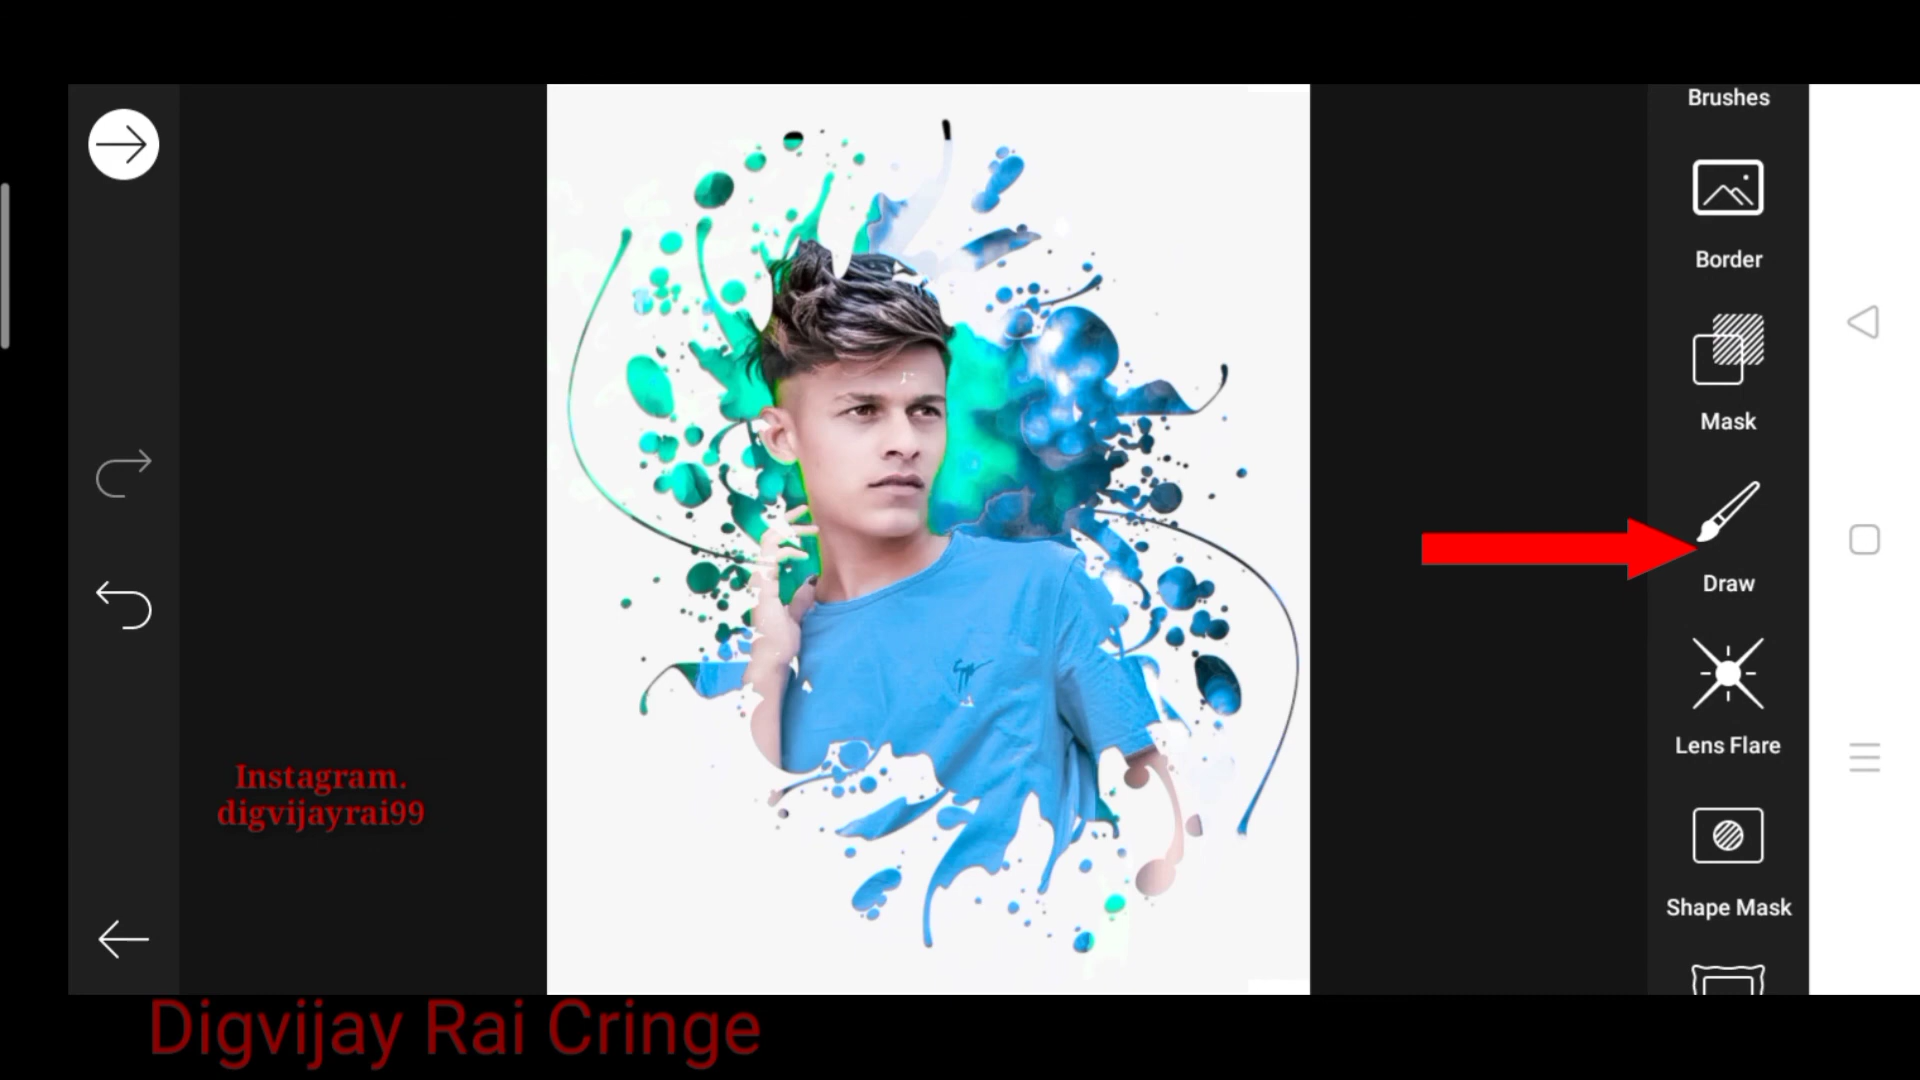 Brushes
Border
Mask
Draw
Lens Flare
Shape Mask
Instagram.
digvijayrai99
Digvijay Rai Cringe